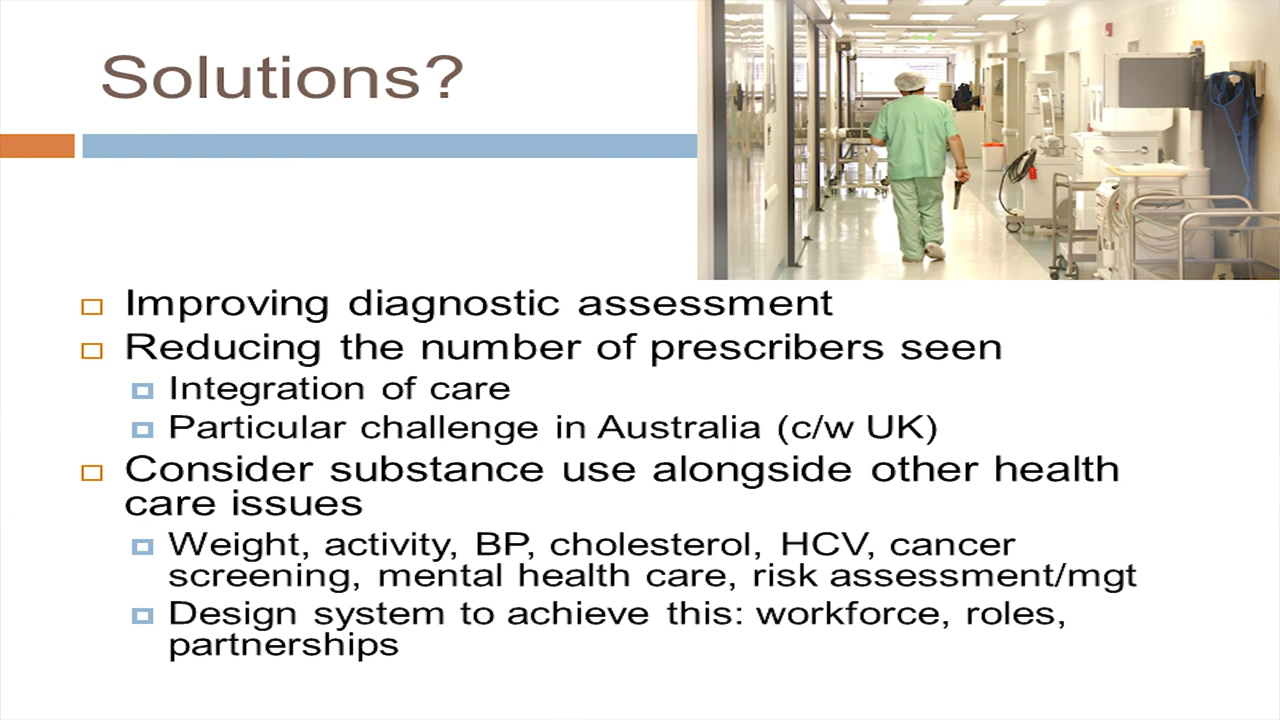 Solutions?
Improving diagnostic assessment
Reducing the number of prescribers seen
Integration of care
Particular challenge in Australia (c/w UK)
Consider substance use alongside other health
care issues
Weight, activity, BP, cholesterol, HCV, cancer
screening, mental health care, risk assessment/mgt
Design system to achieve this: workforce, roles,
partnerships